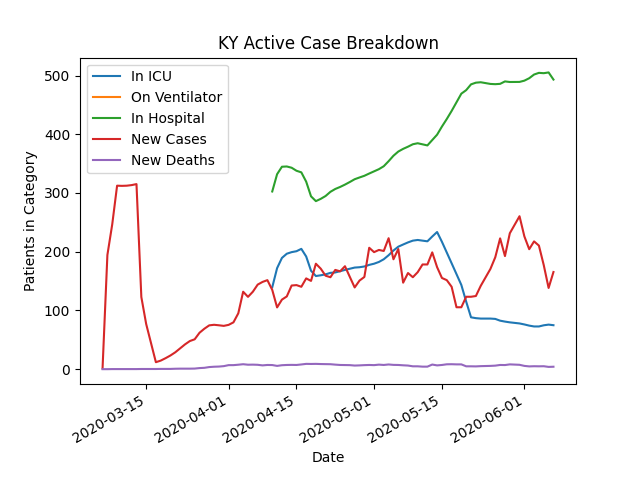 KY Active Case Breakdown
In ICU
On Ventilator
In Hospital
New Cases
New Deaths
Patients in Category
500
400
300
200
100
0
2020-03-15
2020-04-01
2020-04-15
2020-05-01
2020-05-15
2020-06-01
Date